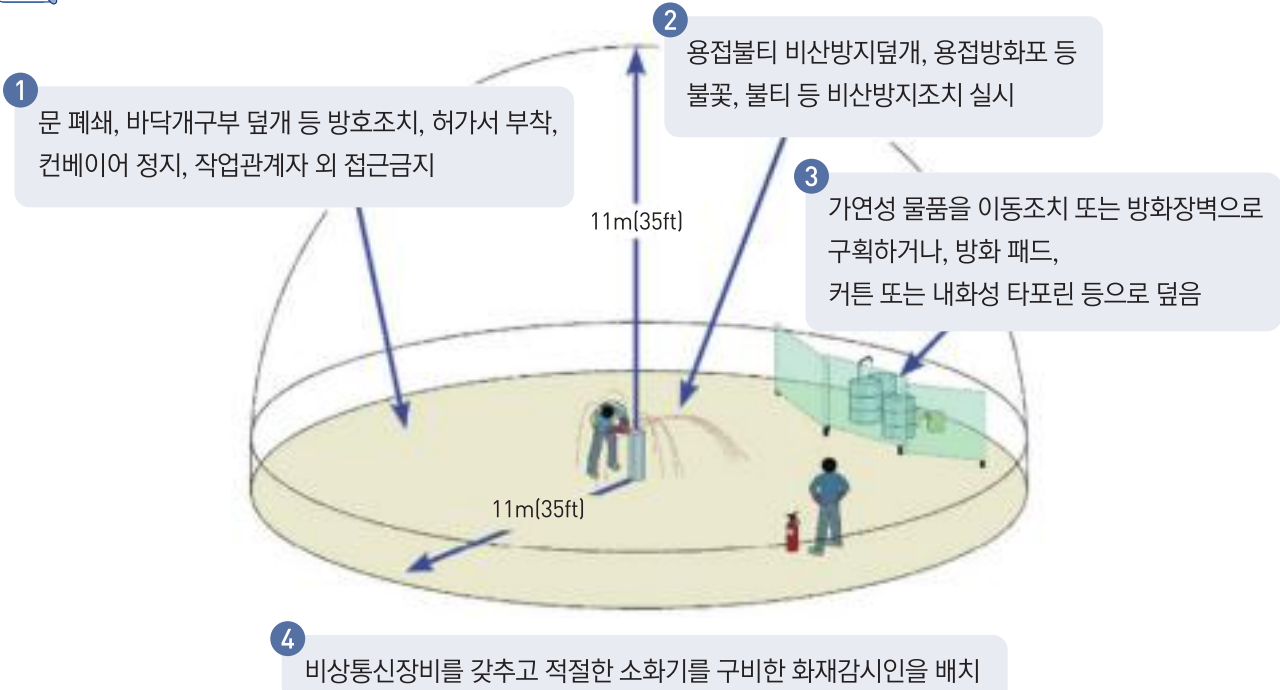 1
문 폐쇄, 바닥개구부 덮개 등 방호조치, 허가서 부착,
컨베이어 정지, 작업관계자 외 접근금지
2
용접불티 비산방지덮개, 용접방화포 등
불꽃, 불티 등 비산방지조치 실시
3
가연성 물품을 이동조치 또는 방화장벽으로
구획하거나, 방화 패드,
커튼 또는 내화성 타포린 등으로 덮음
11m(35ft)
11m(35ft)
4
비상통신장비를 갖추고 적절한 소화기를 구비한 화재감시인을 배치